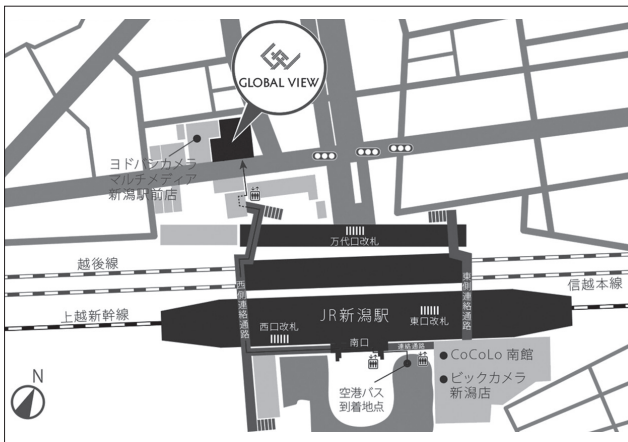 GLOBAL VIEW
ヨドバシカメラ
マルチメディア
新潟駅前店
万代口改札
越後線
西側連絡通路
東側連絡通路
信越本線
上越新幹線
JR新潟駅
西口改札
東口改札
南口
連絡通路
CoCoLo 南館
ビックカメラ
新潟店
空港バス
到着地点
N